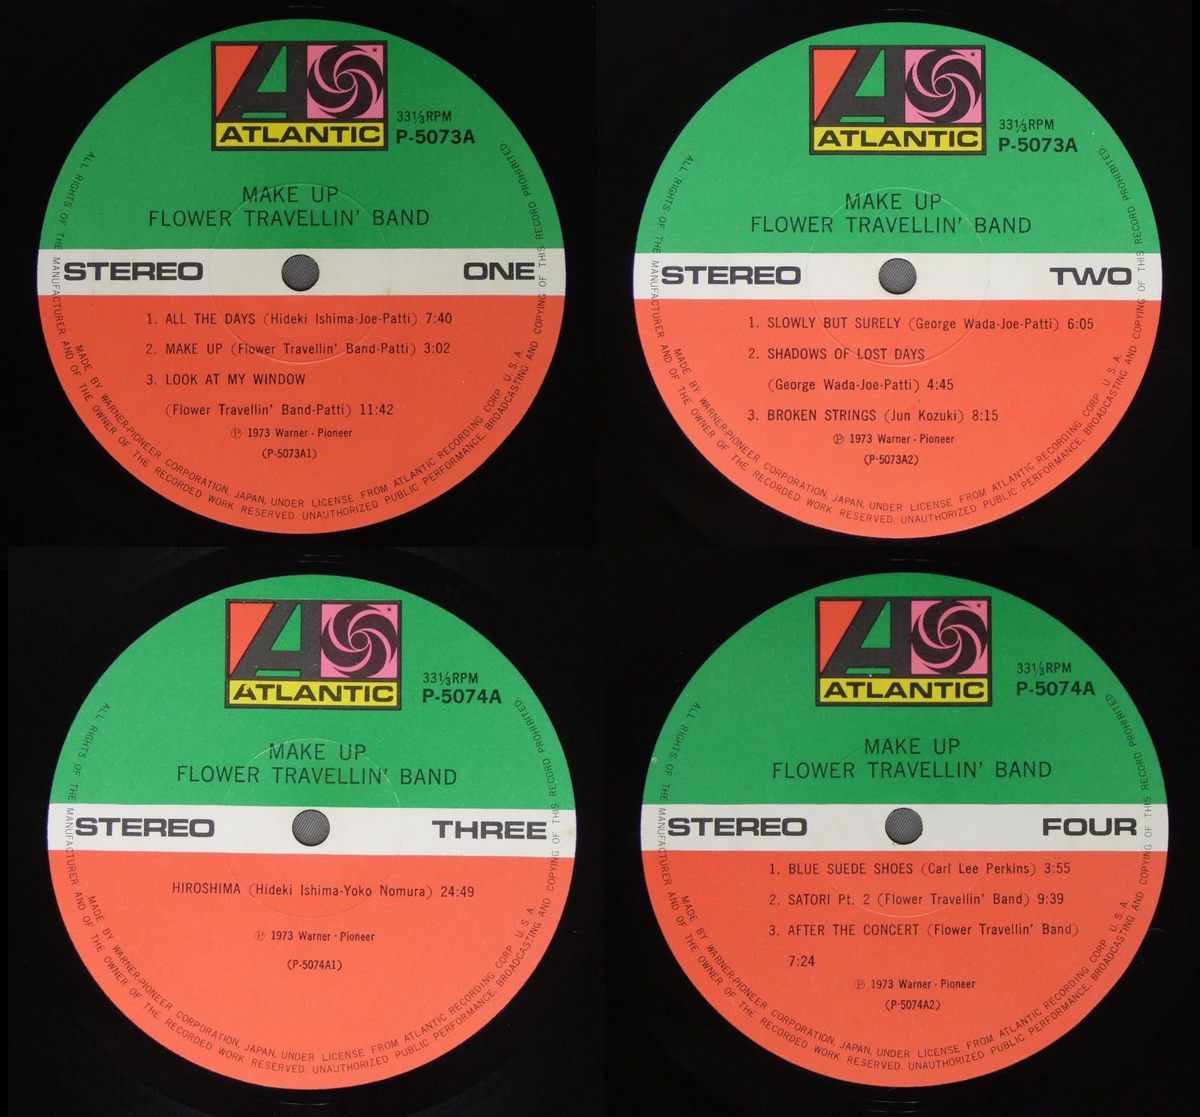 ATLANTIC
33⅓RPM
P-5073A
MAKE UP
FLOWER TRAVELLIN' BAND
STEREO
ONE
1. ALL THE DAYS (Hideki Ishima-Joe-Patti) 7:40
2. MAKE UP (Flower Travellin' Band-Patti) 3:02
3. LOOK AT MY WINDOW
(Flower Travellin' Band-Patti) 11:42
℗ 1973 Warner-Pioneer
(P-5073A1)
MADE BY WARNER-PIONEER CORPORATION, JAPAN, UNDER LICENSE FROM ATLANTIC RECORDING CORP. U.S.A.
ALL RIGHTS OF THE MANUFACTURER AND OF THE OWNER OF THE RECORDED WORK RESERVED. UNAUTHORIZED PUBLIC PERFORMANCE, BROADCASTING AND COPYING OF THIS RECORD PROHIBITED
ATLANTIC
33⅓RPM
P-5073A
MAKE UP
FLOWER TRAVELLIN' BAND
STEREO
TWO
1. SLOWLY BUT SURELY (George Wada-Joe-Patti) 6:05
2. SHADOWS OF LOST DAYS
(George Wada-Joe-Patti) 4:45
3. BROKEN STRINGS (Jun Kozuki) 8:15
℗ 1973 Warner-Pioneer
(P-5073A2)
MADE BY WARNER-PIONEER CORPORATION, JAPAN, UNDER LICENSE FROM ATLANTIC RECORDING CORP. U.S.A.
ALL RIGHTS OF THE MANUFACTURER AND OF THE OWNER OF THE RECORDED WORK RESERVED. UNAUTHORIZED PUBLIC PERFORMANCE, BROADCASTING AND COPYING OF THIS RECORD PROHIBITED
ATLANTIC
33⅓RPM
P-5074A
MAKE UP
FLOWER TRAVELLIN' BAND
STEREO
THREE
HIROSHIMA (Hideki Ishima-Yoko Nomura) 24:49
℗ 1973 Warner-Pioneer
(P-5074A1)
MADE BY WARNER-PIONEER CORPORATION, JAPAN, UNDER LICENSE FROM ATLANTIC RECORDING CORP. U.S.A.
ALL RIGHTS OF THE MANUFACTURER AND OF THE OWNER OF THE RECORDED WORK RESERVED. UNAUTHORIZED PUBLIC PERFORMANCE, BROADCASTING AND COPYING OF THIS RECORD PROHIBITED
ATLANTIC
33⅓RPM
P-5074A
MAKE UP
FLOWER TRAVELLIN' BAND
STEREO
FOUR
1. BLUE SUEDE SHOES (Carl Lee Perkins) 3:55
2. SATORI Pt. 2 (Flower Travellin' Band) 9:39
3. AFTER THE CONCERT (Flower Travellin' Band)
7:24
℗ 1973 Warner-Pioneer
(P-5074A2)
MADE BY WARNER-PIONEER CORPORATION, JAPAN, UNDER LICENSE FROM ATLANTIC RECORDING CORP. U.S.A.
ALL RIGHTS OF THE MANUFACTURER AND OF THE OWNER OF THE RECORDED WORK RESERVED. UNAUTHORIZED PUBLIC PERFORMANCE, BROADCASTING AND COPYING OF THIS RECORD PROHIBITED